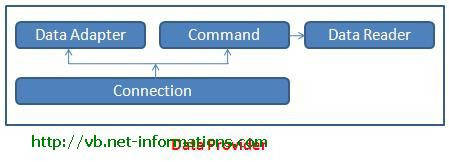 Data Adapter
Command
Data Reader
Connection
http://vb.net-informations.com
Data Provider